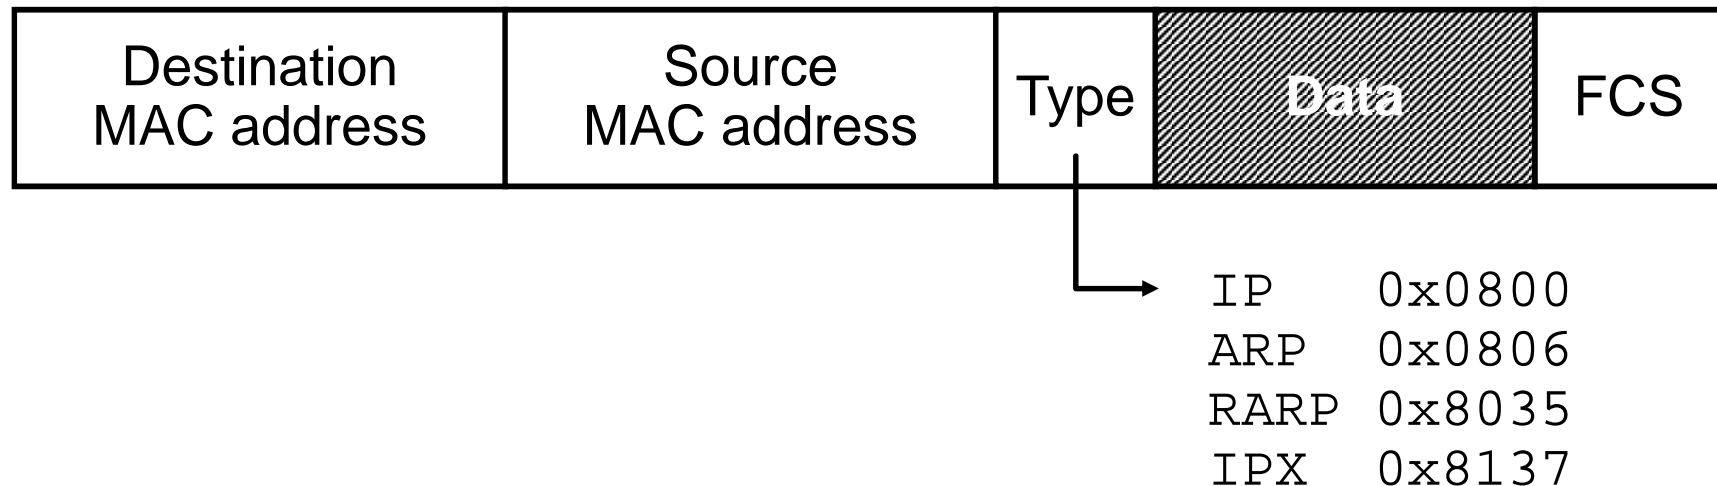 Destination
MAC address
Source
MAC address
Type
Data
FCS
IP 0x0800
ARP 0x0806
RARP 0x8035
IPX 0x8137